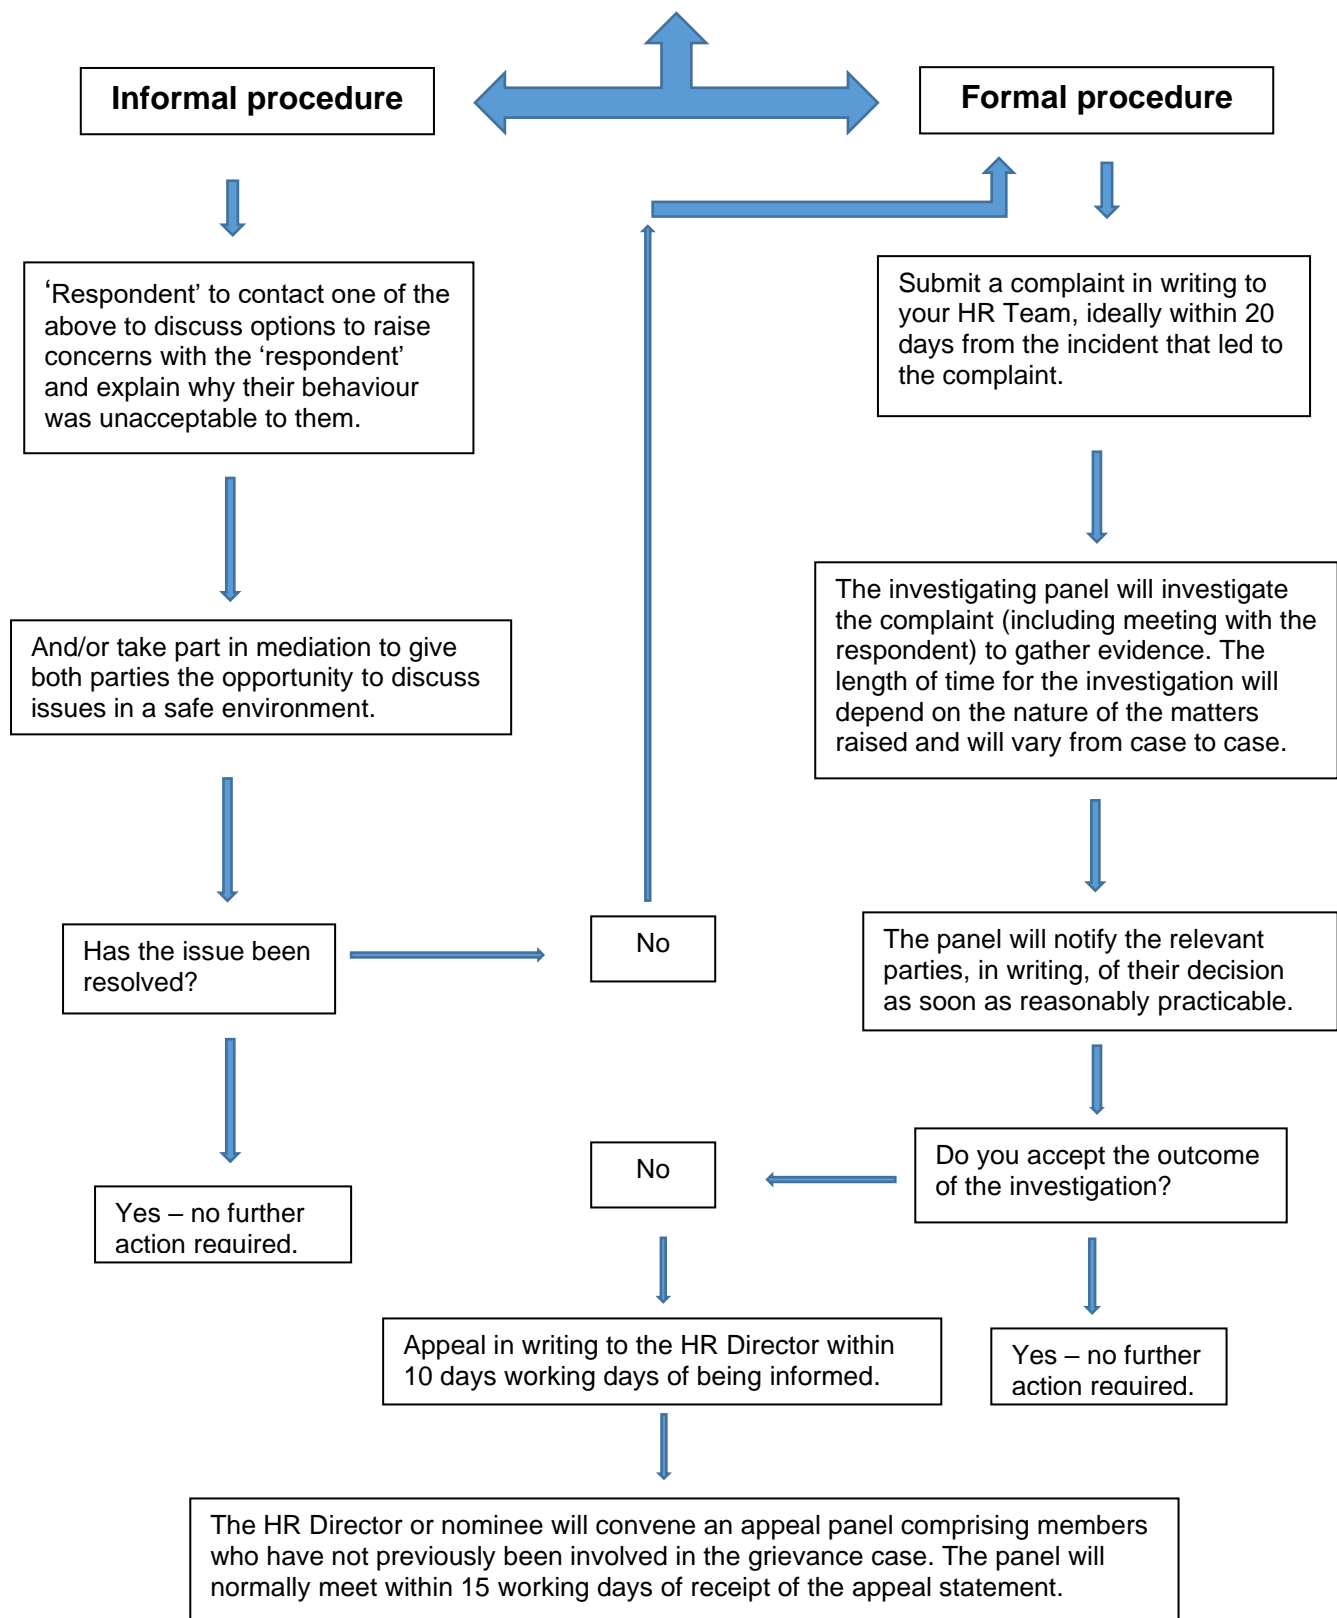 Informal procedure
Formal procedure
‘Respondent’ to contact one of the
above to discuss options to raise
concerns with the ‘respondent’
and explain why their behaviour
was unacceptable to them.
Submit a complaint in writing to
your HR Team, ideally within 20
days from the incident that led to
the complaint.
And/or take part in mediation to give
both parties the opportunity to discuss
issues in a safe environment.
The investigating panel will investigate
the complaint (including meeting with the
respondent) to gather evidence. The
length of time for the investigation will
depend on the nature of the matters
raised and will vary from case to case.
Has the issue been
resolved?
No
The panel will notify the relevant
parties, in writing, of their decision
as soon as reasonably practicable.
Yes – no further
action required.
No
Do you accept the outcome
of the investigation?
Appeal in writing to the HR Director within
10 days working days of being informed.
Yes – no further
action required.
The HR Director or nominee will convene an appeal panel comprising members
who have not previously been involved in the grievance case. The panel will
normally meet within 15 working days of receipt of the appeal statement.